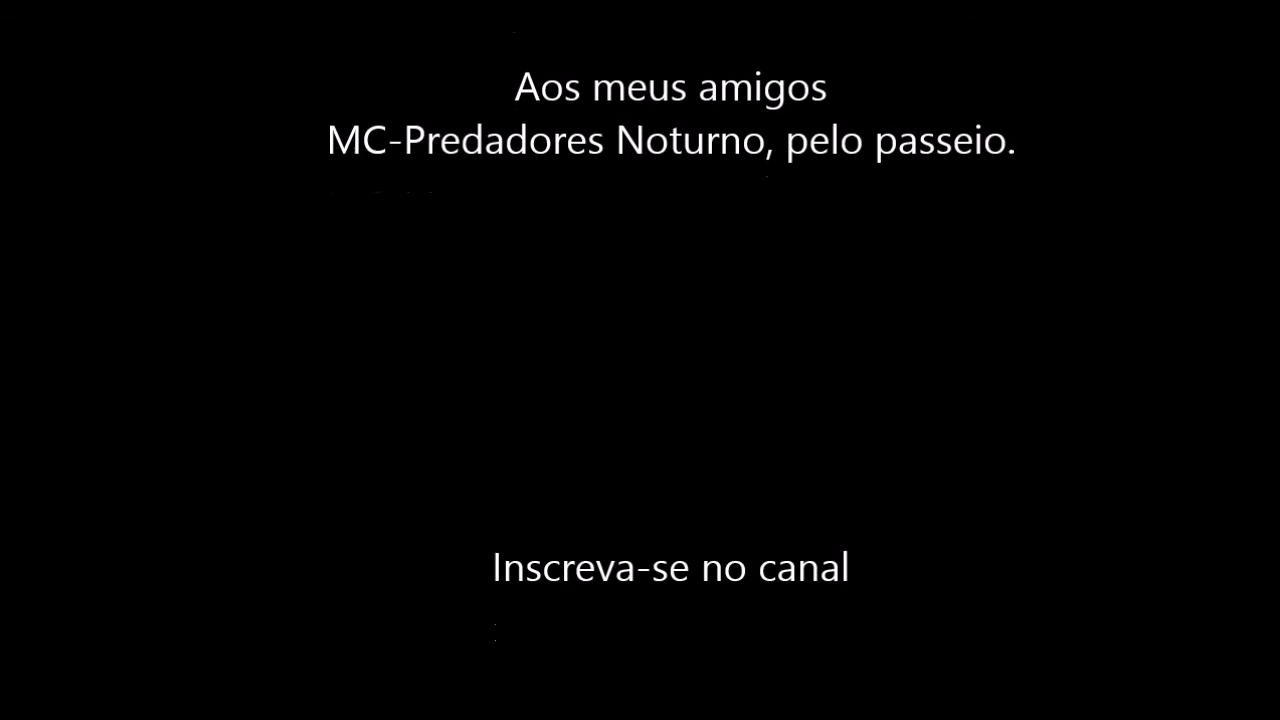 Aos meus amigos
MC-Predadores Noturno, pelo passeio.
Inscreva-se no canal